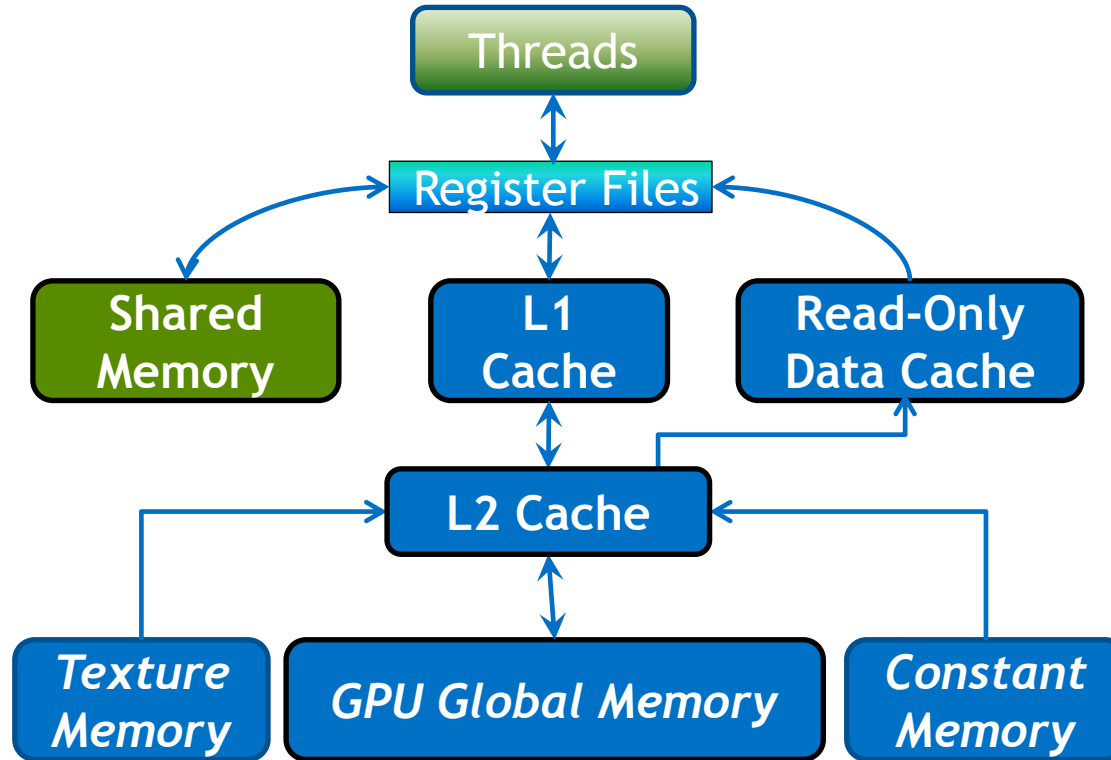 Threads
Register Files
Shared
Memory
L1
Cache
Read-Only
Data Cache
L2 Cache
Texture
Memory
GPU Global Memory
Constant
Memory